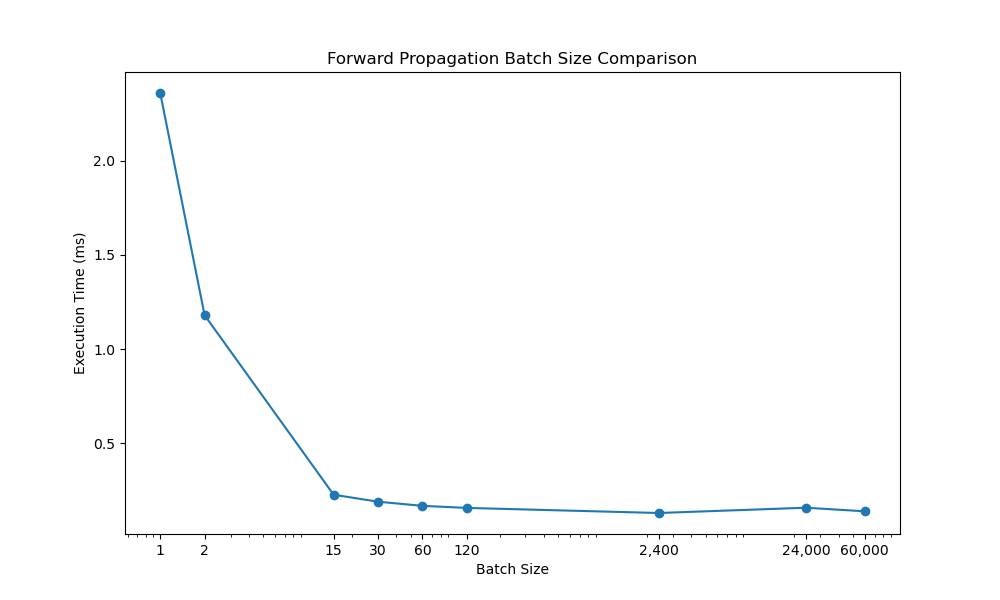 Forward Propagation Batch Size Comparison
Execution Time (ms)
2.0
1.5
1.0
0.5
1 2 15 30 60 120 2,400 24,000 60,000
Batch Size